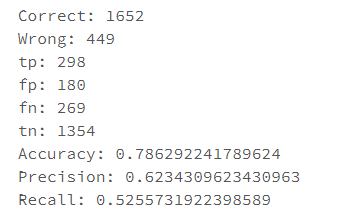 Correct: 1652
Wrong: 449
tp: 298
fp: 180
fn: 269
tn: 1354
Accuracy: 0.786292241789624
Precision: 0.6234309623430963
Recall: 0.5255731922398589